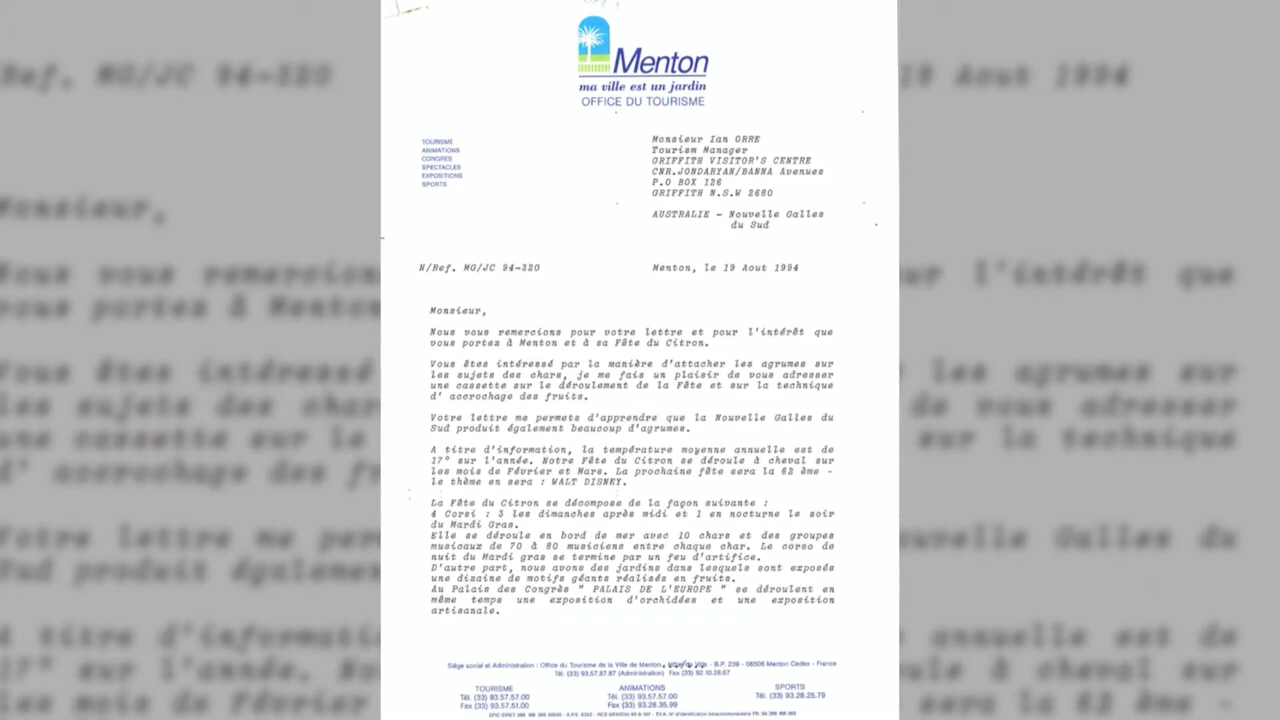 Menton
ma ville est un jardin
OFFICE DU TOURISME
TOURISME
ANIMATIONS
CONGRES
SPECTACLES
EXPOSITIONS
SPORTS
Monsieur Ian ORRE
Tourism Manager
GRIFFITH VISITOR'S CENTRE
CNR.JONDARYAN/BANNA Avenues
P.O BOX 126
GRIFFITH N.S.W 2680
AUSTRALIE - Nouvelle Galles
du Sud
N/Ref. MG/JC 94-320
Menton, le 19 Aout 1994
Monsieur,
Nous vous remercions pour votre lettre et pour l'intérêt que
vous portez à Menton et à sa Fête du Citron.
Vous êtes intéressé par la manière d'attacher les agrumes sur
les sujets des chars, je me fais un plaisir de vous adresser
une cassette sur le déroulement de la Fête et sur la technique
d' accrochage des fruits.
Votre lettre me permets d'apprendre que la Nouvelle Galles du
Sud produit également beaucoup d'agrumes.
A titre d'information, la température moyenne annuelle est de
17° sur l'année. Notre Fête du Citron se déroule à cheval sur
les mois de Février et Mars. La prochaine fête sera la 62 ème -
le thème en sera : WALT DISNEY.
La Fête du Citron se décompose de la façon suivante :
4 Corsi : 3 les dimanches après midi et 1 en nocturne le soir
du Mardi Gras.
Elle se déroule en bord de mer avec 10 chars et des groupes
musicaux de 70 à 80 musiciens entre chaque char. Le corso de
nuit du Mardi gras se termine par un feu d'artifice.
D'autre part, nous avons des jardins dans lesquels sont exposés
une dizaine de motifs géants réalisés en fruits.
Au Palais des Congrès " PALAIS DE L'EUROPE " se déroulent en
même temps une exposition d'orchidées et une exposition
artisanale.
Siège social et Administration : Office du Tourisme de la Ville de Menton, Hôtel de Ville - B.P. 239 - 06506 Menton Cedex - France
Tél. (33) 93.57.87.87 (Administration) Fax (33) 92.10.28.67
TOURISME
Tél. (33) 93.57.57.00
Fax (33) 93.57.51.00
ANIMATIONS
Tél. (33) 93.57.57.00
Fax (33) 93.28.35.99
SPORTS
Tél. (33) 93.28.25.79